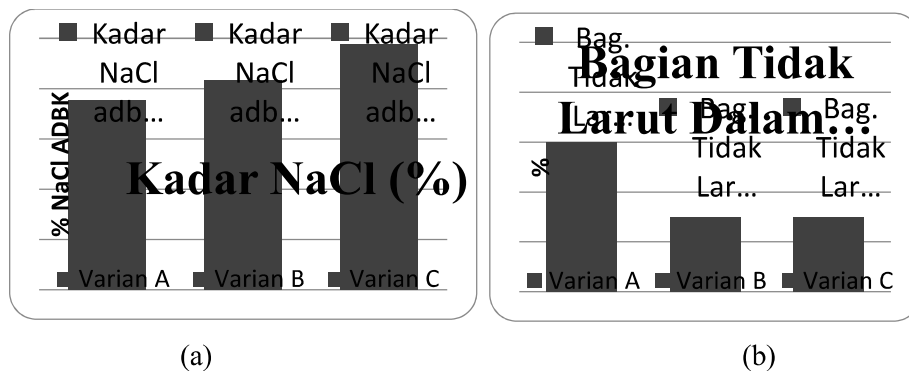 Kadar
NaCl
adb...
Kadar
NaCl
adb...
Kadar
NaCl
adb...
% NaCl ADBK
Kadar NaCl (%)
Varian A
Varian B
Varian C
(a)
Bag.
Tidak
Lar...
Bagian Tidak
Larut Dalam...
Bag.
Tidak
Lar...
Bag.
Tidak
Lar...
%
Varian A
Varian B
Varian C
(b)